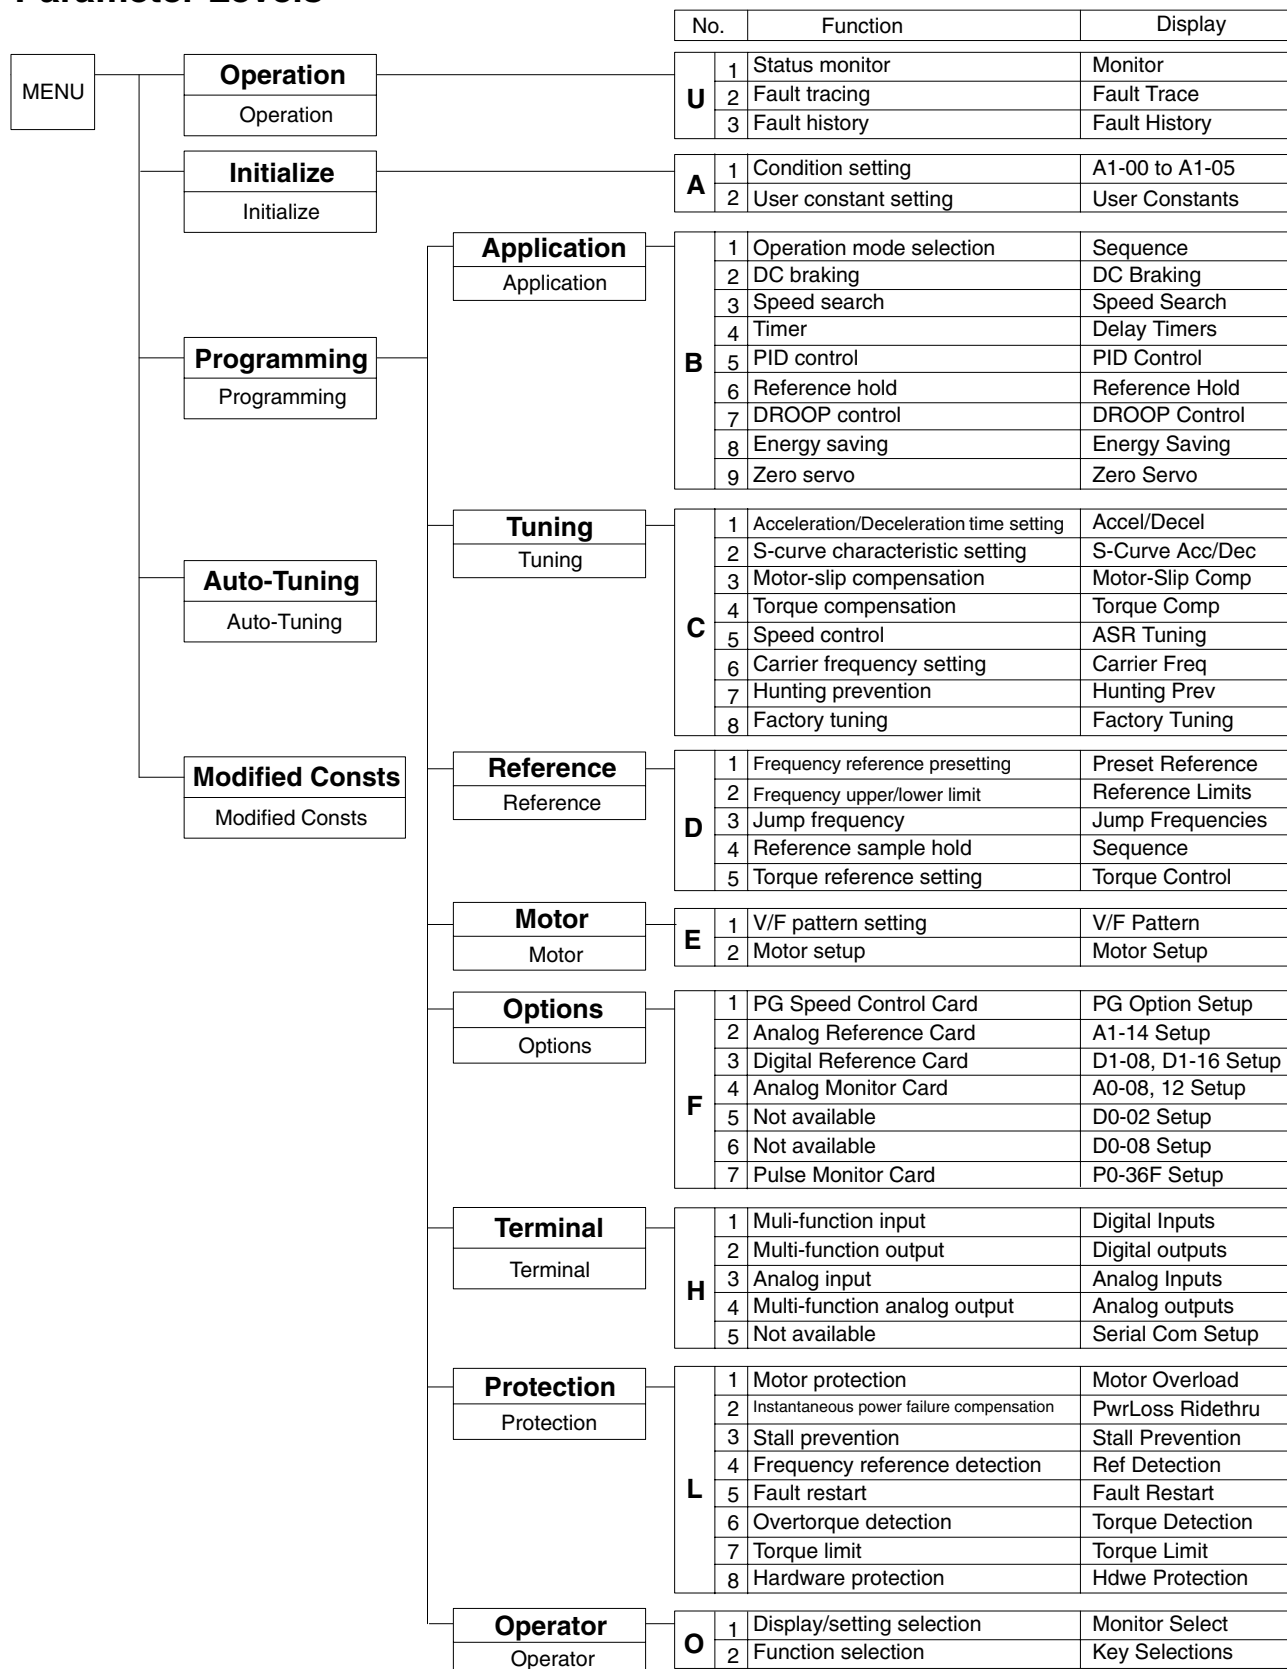 Parameter Levels
No. Function Display
MENU
Operation
Operation
U
1 Status monitor Monitor
2 Fault tracing Fault Trace
3 Fault history Fault History
Initialize
Initialize
A
1 Condition setting A1-00 to A1-05
2 User constant setting User Constants
Programming
Programming
Application
Application
B
1 Operation mode selection Sequence
2 DC braking DC Braking
3 Speed search Speed Search
4 Timer Delay Timers
5 PID control PID Control
6 Reference hold Reference Hold
7 DROOP control DROOP Control
8 Energy saving Energy Saving
9 Zero servo Zero Servo
Tuning
Tuning
C
1 Acceleration/Deceleration time setting Accel/Decel
2 S-curve characteristic setting S-Curve Acc/Dec
3 Motor-slip compensation Motor-Slip Comp
4 Torque compensation Torque Comp
5 Speed control ASR Tuning
6 Carrier frequency setting Carrier Freq
7 Hunting prevention Hunting Prev
8 Factory tuning Factory Tuning
Auto-Tuning
Auto-Tuning
Modified Consts
Modified Consts
Reference
Reference
D
1 Frequency reference presetting Preset Reference
2 Frequency upper/lower limit Reference Limits
3 Jump frequency Jump Frequencies
4 Reference sample hold Sequence
5 Torque reference setting Torque Control
Motor
Motor
E
1 V/F pattern setting V/F Pattern
2 Motor setup Motor Setup
Options
Options
F
1 PG Speed Control Card PG Option Setup
2 Analog Reference Card A1-14 Setup
3 Digital Reference Card D1-08, D1-16 Setup
4 Analog Monitor Card A0-08, 12 Setup
5 Not available D0-02 Setup
6 Not available D0-08 Setup
7 Pulse Monitor Card P0-36F Setup
Terminal
Terminal
H
1 Muli-function input Digital Inputs
2 Multi-function output Digital outputs
3 Analog input Analog Inputs
4 Multi-function analog output Analog outputs
5 Not available Serial Com Setup
Protection
Protection
L
1 Motor protection Motor Overload
2 Instantaneous power failure compensation PwrLoss Ridethru
3 Stall prevention Stall Prevention
4 Frequency reference detection Ref Detection
5 Fault restart Fault Restart
6 Overtorque detection Torque Detection
7 Torque limit Torque Limit
8 Hardware protection Hdwe Protection
Operator
Operator
O
1 Display/setting selection Monitor Select
2 Function selection Key Selections